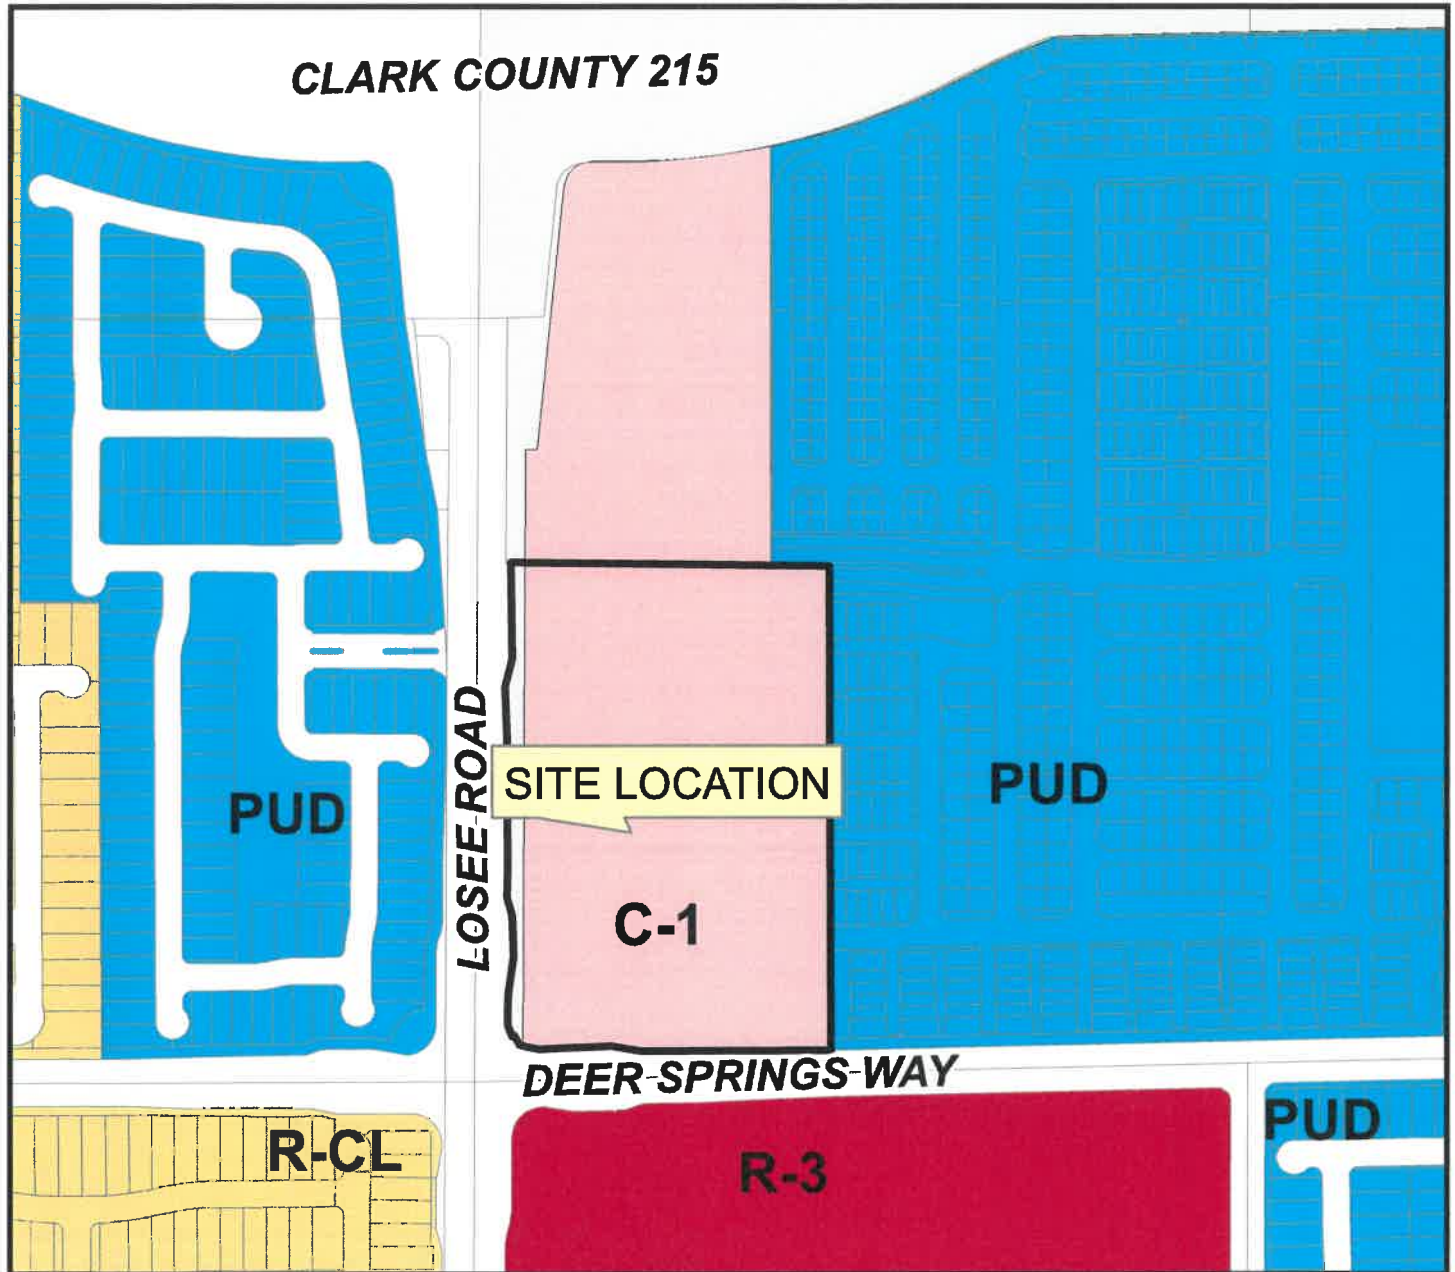 CLARK COUNTY 215
LOSEE ROAD
SITE LOCATION
PUD
PUD
C-1
DEER SPRINGS WAY
R-CL
R-3
PUD